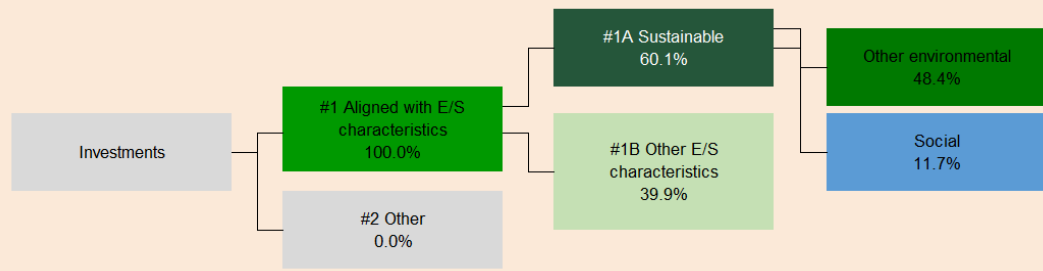 Investments
#1 Aligned with E/S
characteristics
100.0%
#2 Other
0.0%
#1A Sustainable
60.1%
#1B Other E/S
characteristics
39.9%
Other environmental
48.4%
Social
11.7%